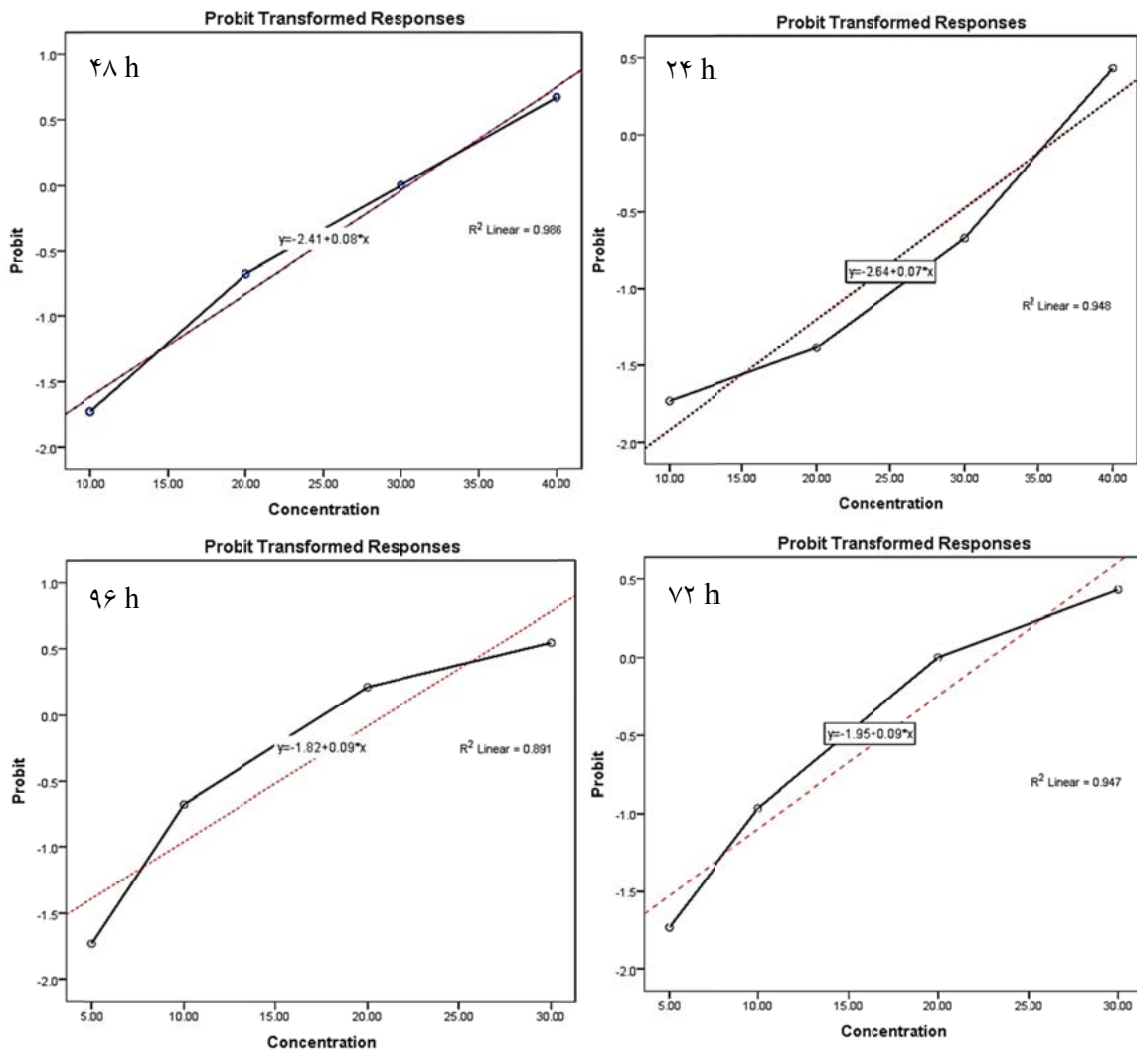 Probit Transformed Responses
۴۸ h
1.0
0.5
0.0
-0.5
-1.0
-1.5
-2.0
Probit
y=-2.41+0.08*x
R² Linear = 0.986
10.00 15.00 20.00 25.00 30.00 35.00 40.00
Concentration
Probit Transformed Responses
۲۴ h
0.5
0.0
-0.5
-1.0
-1.5
-2.0
Probit
y=-2.64+0.07*x
R² Linear = 0.948
10.00 15.00 20.00 25.00 30.00 35.00 40.00
Concentration
Probit Transformed Responses
۹۶ h
1.0
0.5
0.0
-0.5
-1.0
-1.5
-2.0
Probit
y=-1.82+0.09*x
R² Linear = 0.891
5.00 10.00 15.00 20.00 25.00 30.00
Concentration
Probit Transformed Responses
۷۲ h
0.5
0.0
-0.5
-1.0
-1.5
-2.0
Probit
y=-1.95+0.09*x
R² Linear = 0.947
5.00 10.00 15.00 20.00 25.00 30.00
Concentration